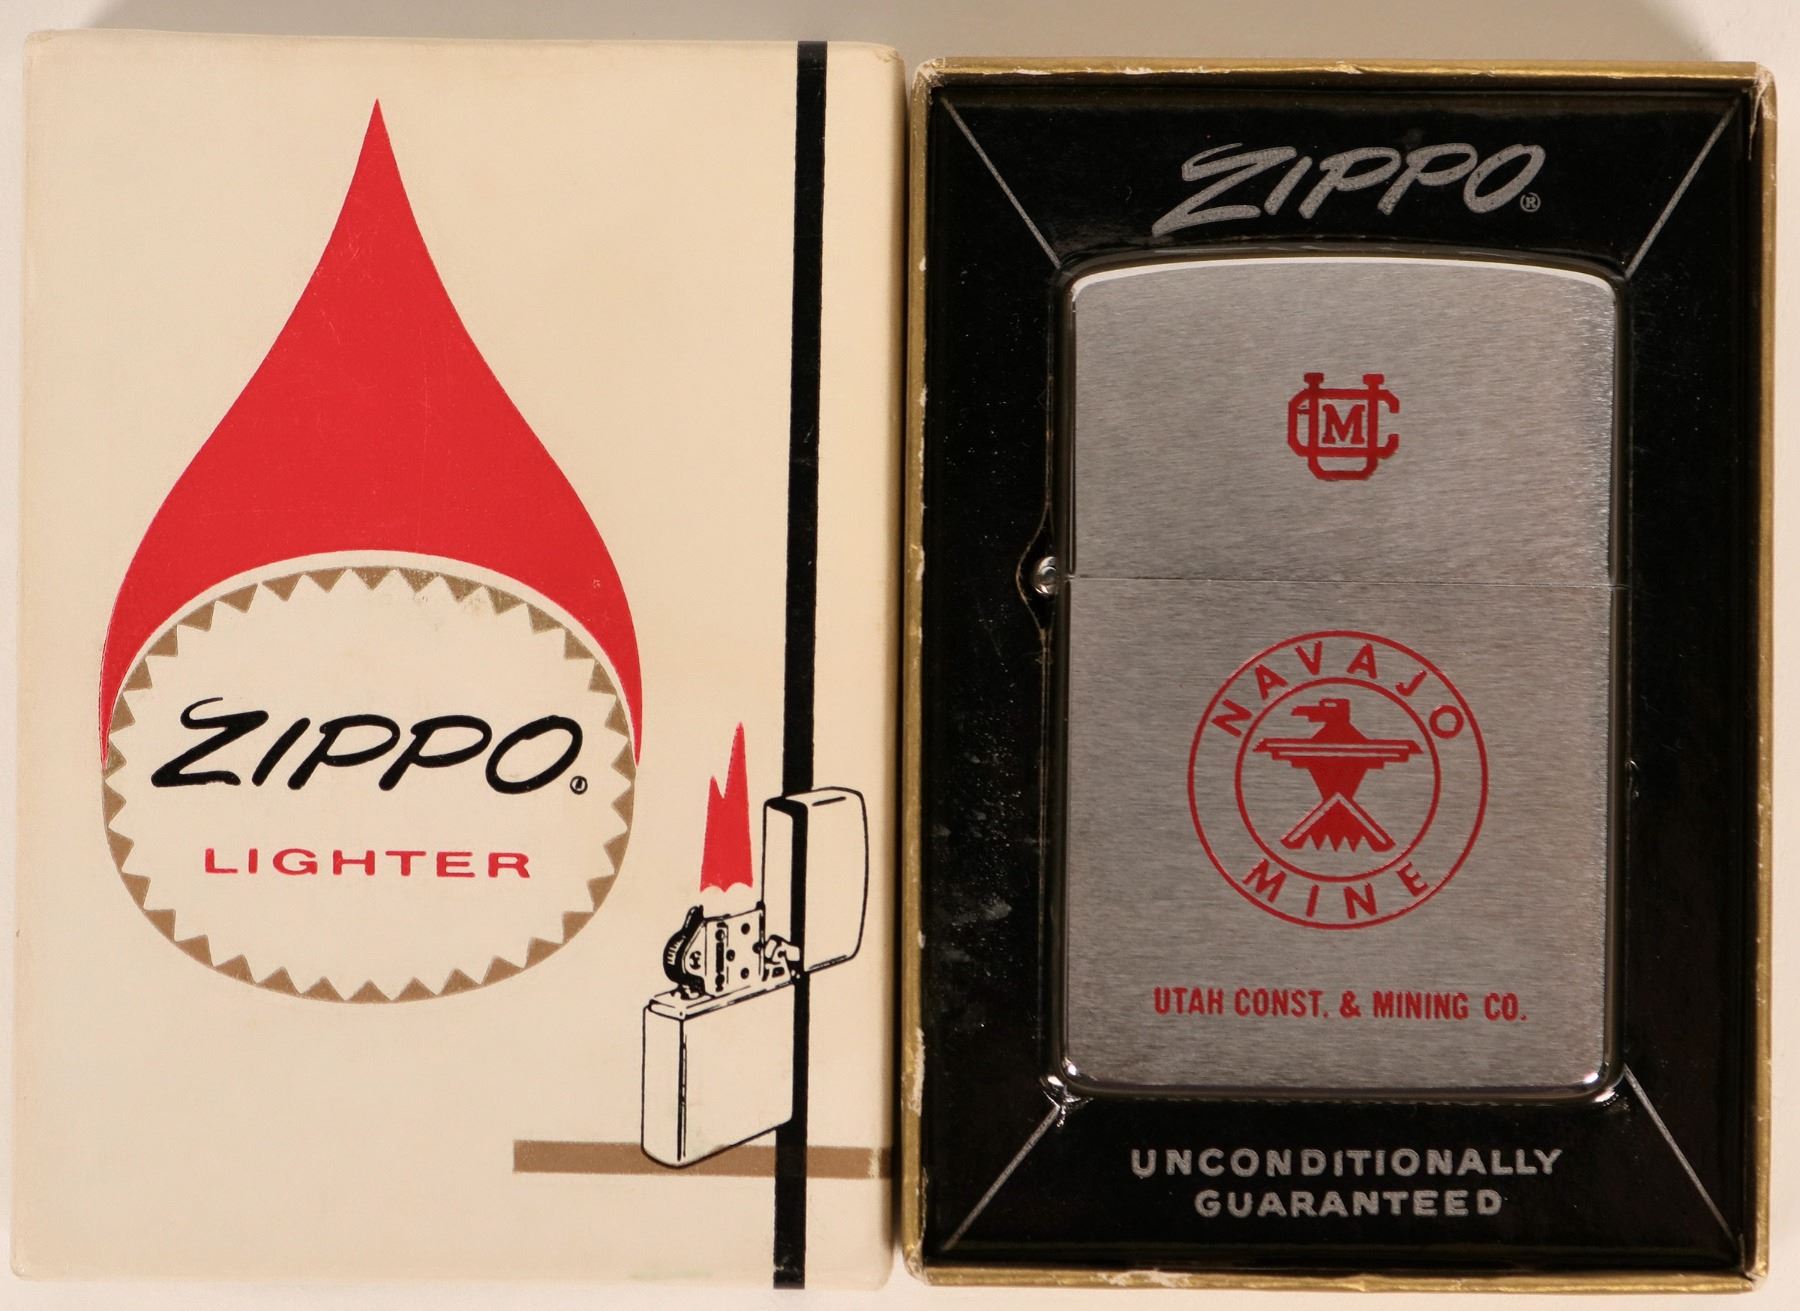 ZIPPO®
LIGHTER
ZIPPO®
UCM
NAVAJO
MINE
UTAH CONST. & MINING CO.
UNCONDITIONALLY
GUARANTEED